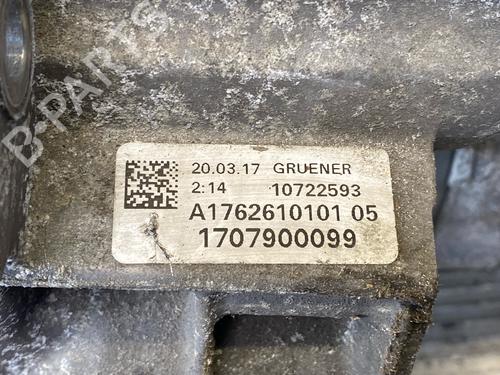 B-PARTS
20.03.17 GRUENER
2:14 10722593
A1762610101 05
1707900099